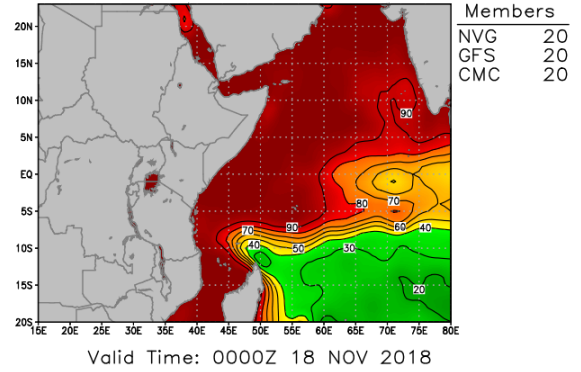 Members
NVG 20
GFS 20
CMC 20
20N
15N
10N
5N
EQ
5S
10S
15S
20S
90
80
70
60
40
70
90
40
50
30
20
15E 20E 25E 30E 35E 40E 45E 50E 55E 60E 65E 70E 75E 80E
Valid Time: 0000Z 18 NOV 2018